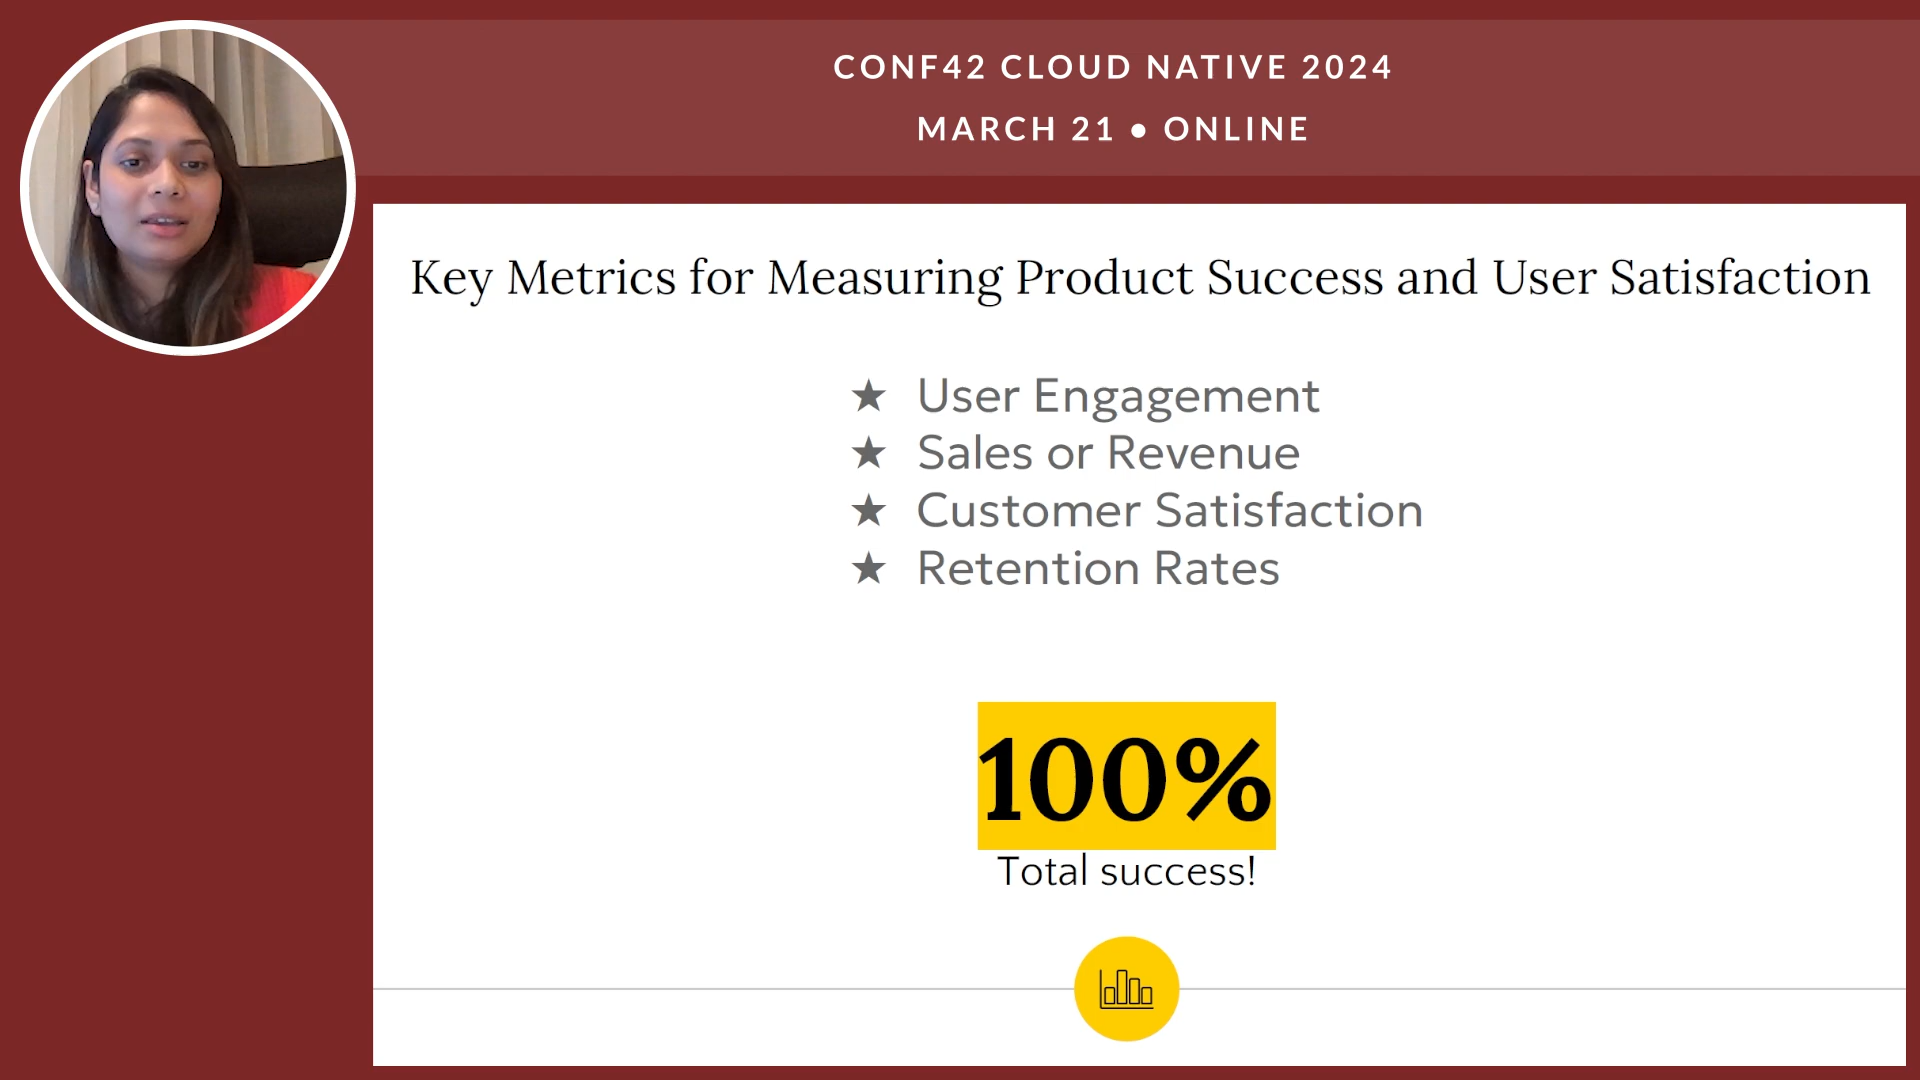 CONF42 CLOUD NATIVE 2024
MARCH 21 ● ONLINE
Key Metrics for Measuring Product Success and User Satisfaction
★ User Engagement
★ Sales or Revenue
★ Customer Satisfaction
★ Retention Rates
100%
Total success!